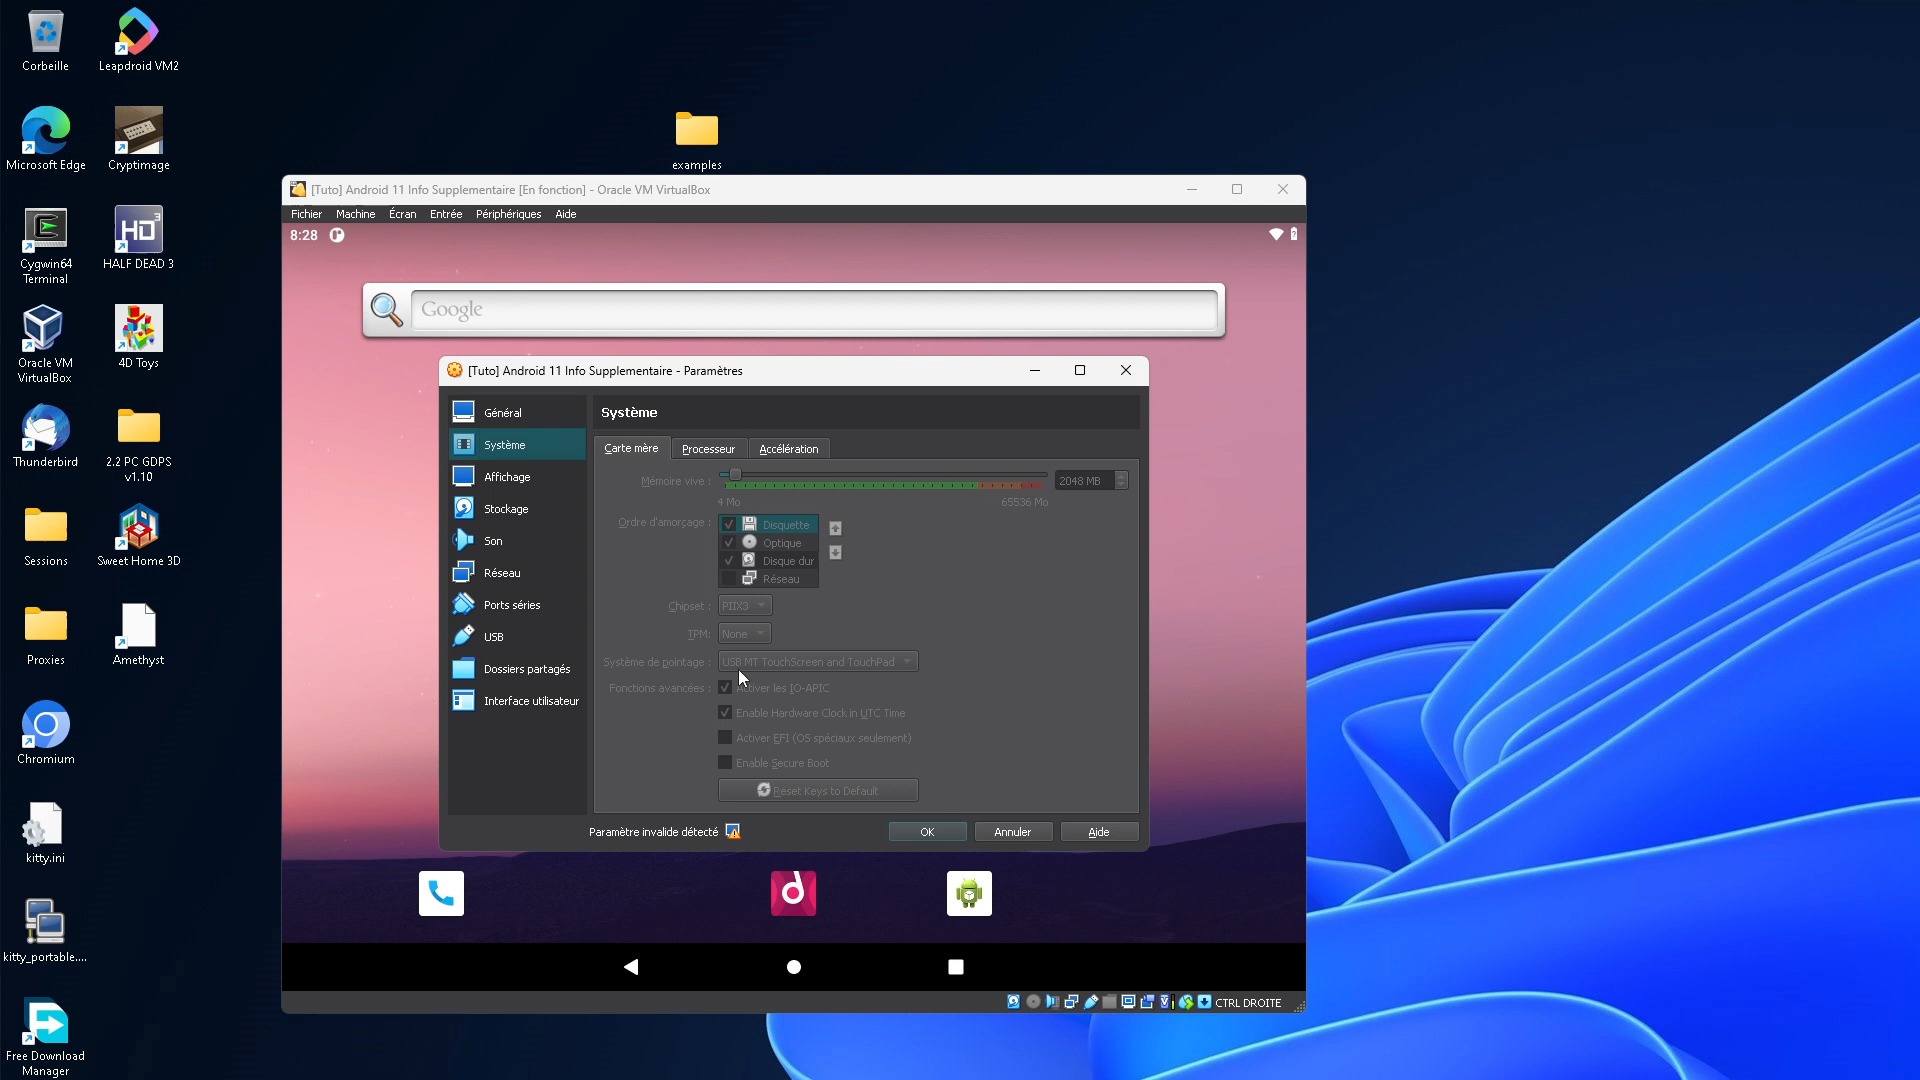 Corbeille
Leapdroid VM2
Microsoft Edge
Cryptimage
examples
Cygwin64
Terminal
HALF DEAD 3
Oracle VM
VirtualBox
4D Toys
Thunderbird
2.2 PC GDPS
v1.10
Sessions
Sweet Home 3D
Proxies
Amethyst
Chromium
kitty.ini
kitty_portable....
Free Download
Manager
[Tuto] Android 11 Info Supplementaire [En fonction] - Oracle VM VirtualBox
Fichier Machine Écran Entrée Périphériques Aide
8:28
Google
[Tuto] Android 11 Info Supplementaire - Paramètres
Général
Système
Affichage
Stockage
Son
Réseau
Ports séries
USB
Dossiers partagés
Interface utilisateur
Système
Carte mère Processeur Accélération
Mémoire vive : 2048 MB
4 Mo 65536 Mo
Ordre d'amorçage : Disquette
Optique
Disque dur
Réseau
Chipset : PIIX3
TPM: None
Système de pointage : USB MT TouchScreen and TouchPad
Fonctions avancées : Activer les IO-APIC
Enable Hardware Clock in UTC Time
Activer EFI (OS spéciaux seulement)
Enable Secure Boot
Reset Keys to Default
Paramètre invalide détecté OK Annuler Aide
CTRL DROITE